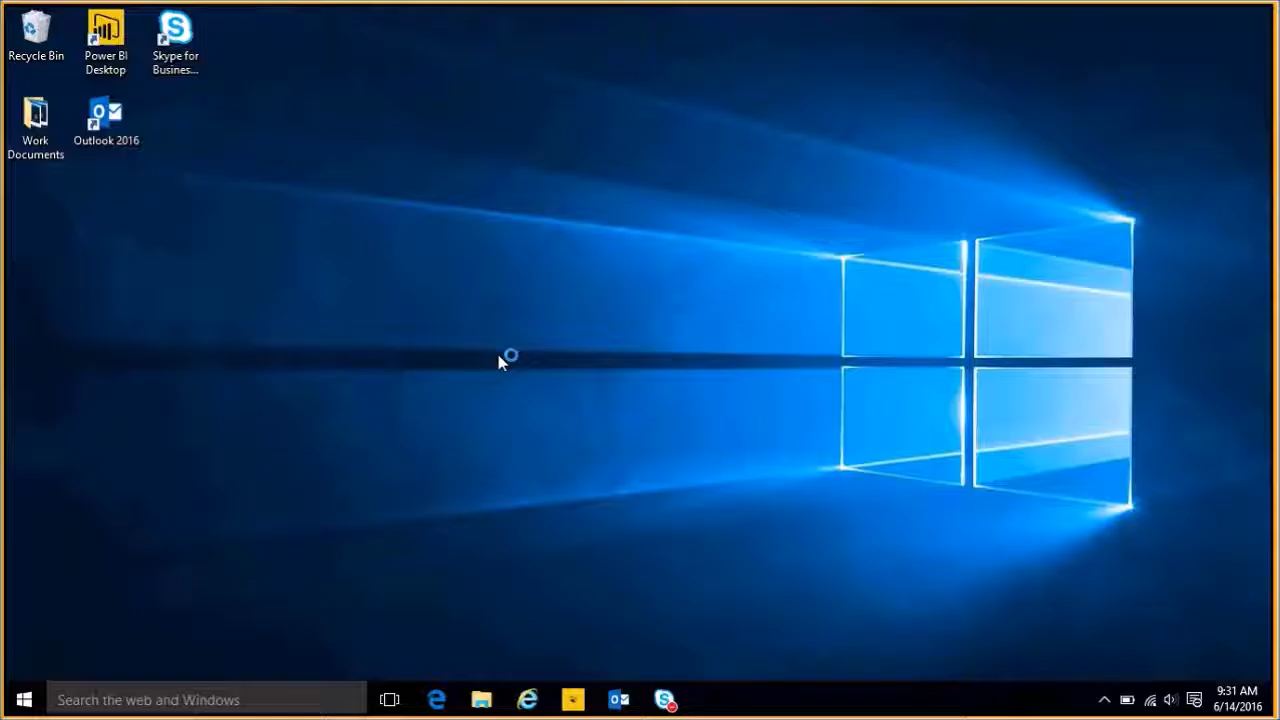 Recycle Bin
Power BI
Desktop
Skype for
Busines...
Work
Documents
Outlook 2016
Search the web and Windows
9:31 AM
6/14/2016